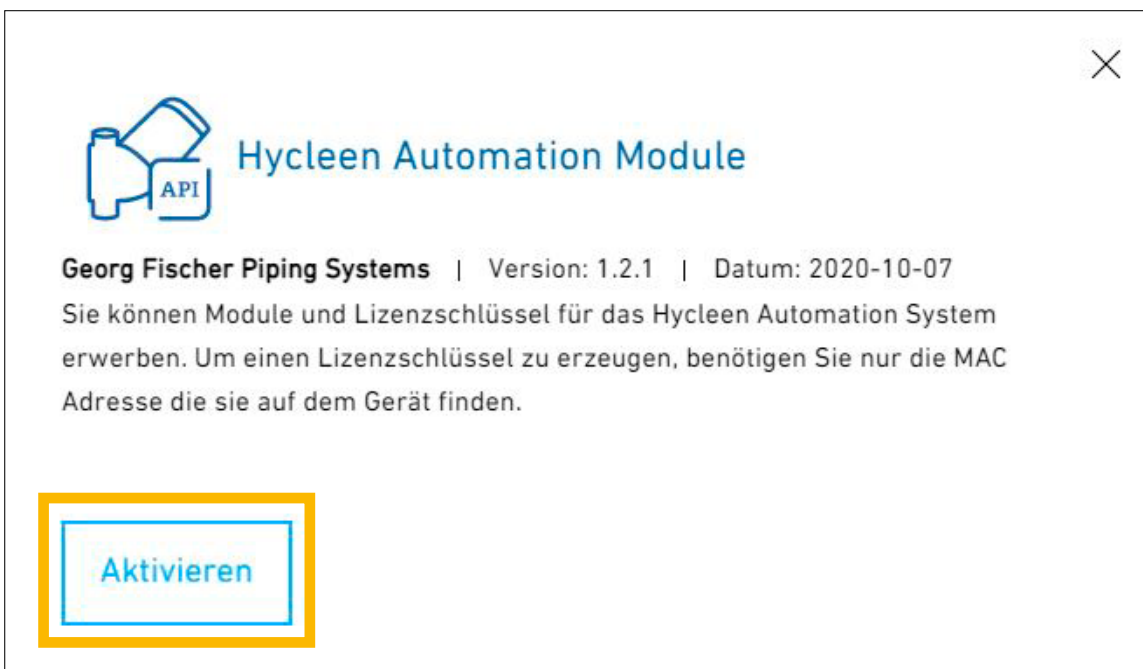 API
Hycleen Automation Module
Georg Fischer Piping Systems | Version: 1.2.1 | Datum: 2020-10-07
Sie können Module und Lizenzschlüssel für das Hycleen Automation System
erwerben. Um einen Lizenzschlüssel zu erzeugen, benötigen Sie nur die MAC
Adresse die sie auf dem Gerät finden.
Aktivieren